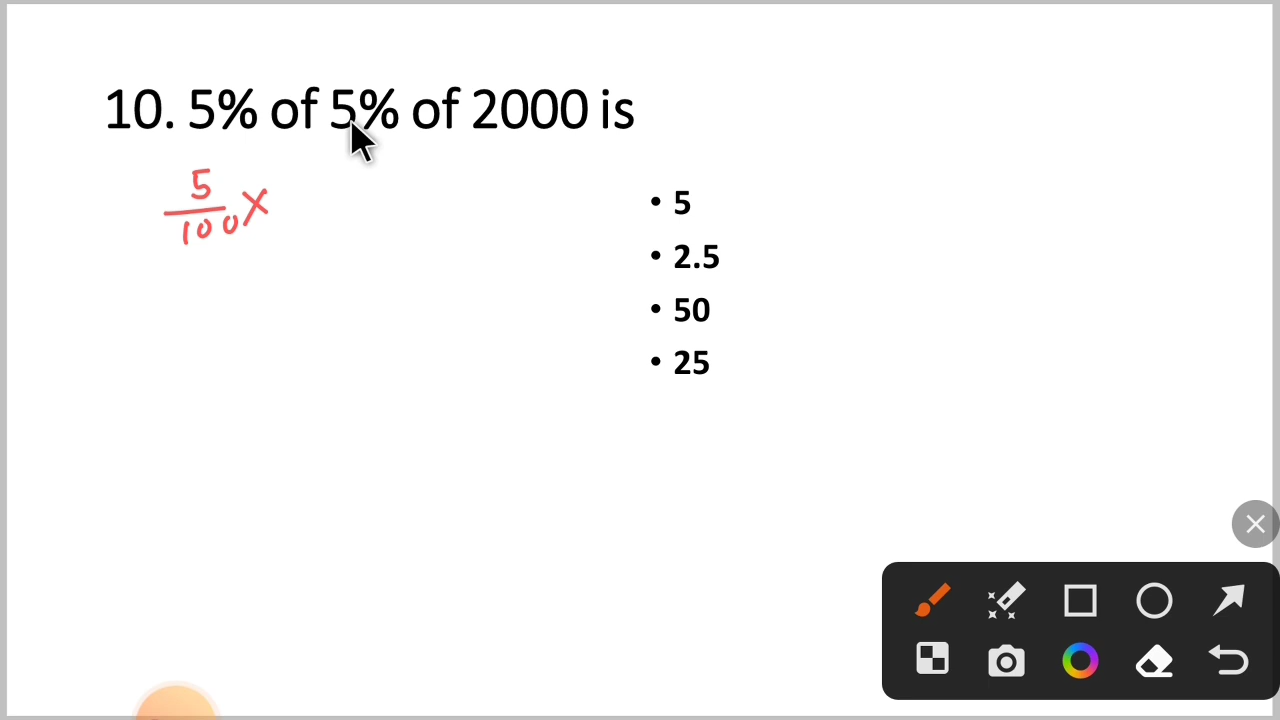 10. 5% of 5% of 2000 is
5
100 X
• 5
• 2.5
• 50
• 25